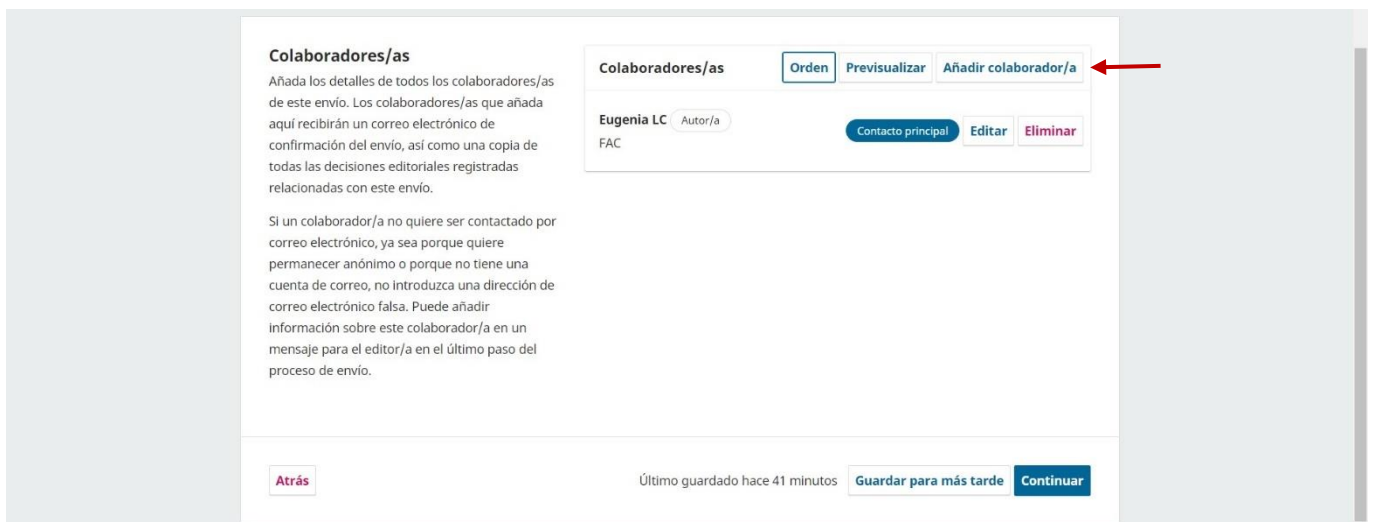 Colaboradores/as
Añada los detalles de todos los colaboradores/as
de este envío. Los colaboradores/as que añada
aquí recibirán un correo electrónico de
confirmación del envío, así como una copia de
todas las decisiones editoriales registradas
relacionadas con este envío.
Si un colaborador/a no quiere ser contactado por
correo electrónico, ya sea porque quiere
permanecer anónimo o porque no tiene una
cuenta de correo, no introduzca una dirección de
correo electrónico falsa. Puede añadir
información sobre este colaborador/a en un
mensaje para el editor/a en el último paso del
proceso de envío.
Colaboradores/as Orden Previsualizar Añadir colaborador/a
Eugenia LC Autor/a
FAC
Contacto principal Editar Eliminar
Atrás Último guardado hace 41 minutos Guardar para más tarde Continuar